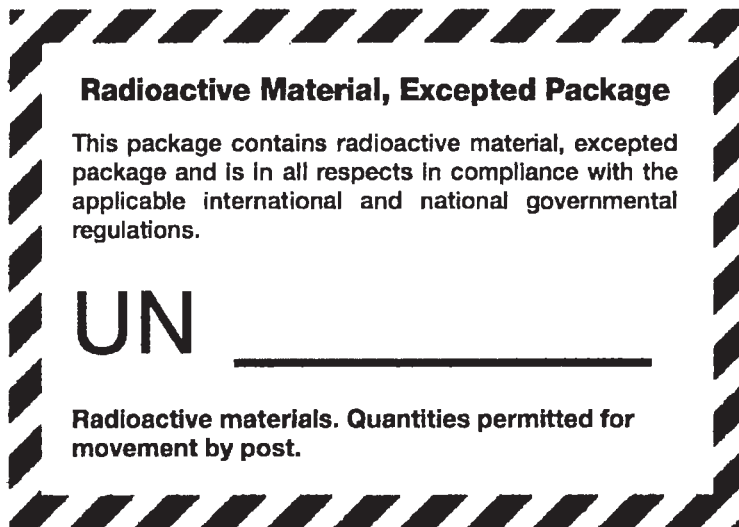 Radioactive Material, Excepted Package
This package contains radioactive material, excepted
package and is in all respects in compliance with the
applicable international and national governmental
regulations.
UN
Radioactive materials. Quantities permitted for
movement by post.